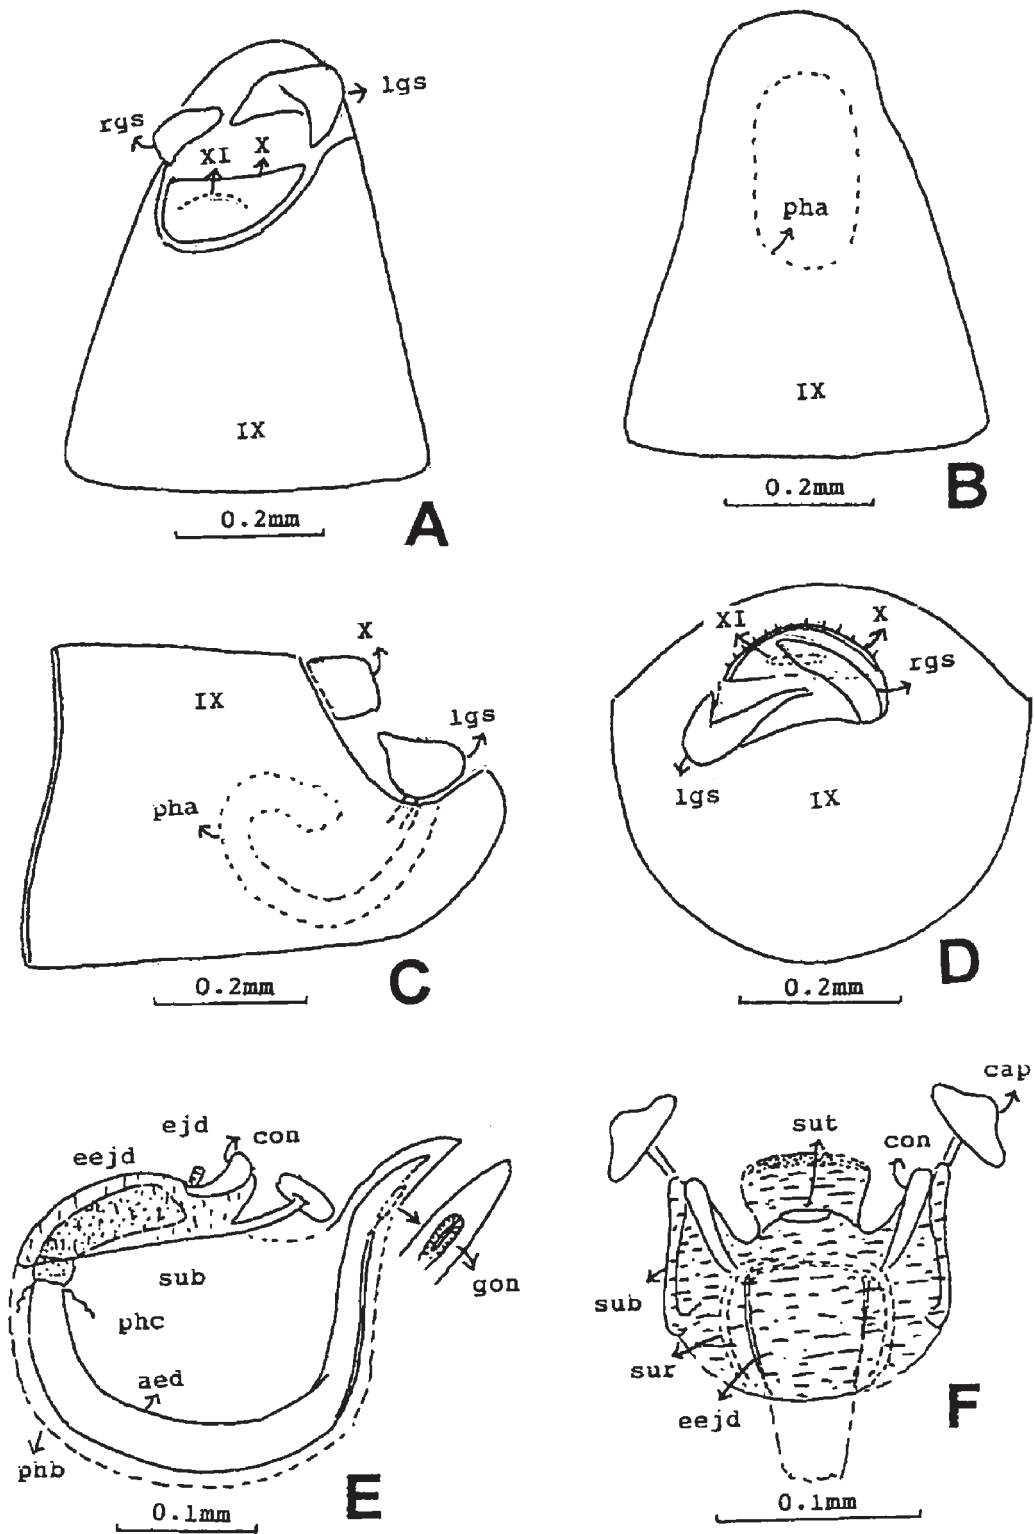 lgs
rgs
XI
X
IX
0.2mm
A
pha
IX
0.2mm
B
X
IX
lgs
pha
0.2mm
C
XI
X
rgs
lgs
IX
0.2mm
D
ejd
con
eejd
sub
gon
phc
aed
phb
0.1mm
E
cap
sut
con
sub
sur
eejd
0.1mm
F